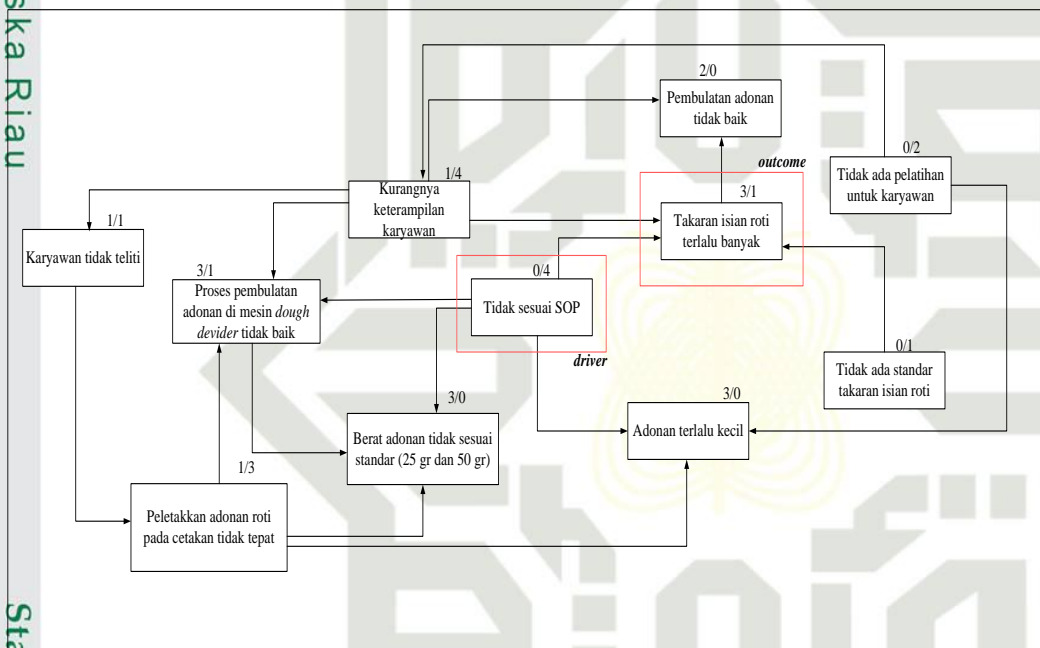 ska Riau
2/0
Pembulatan adonan
tidak baik
outcome
0/2
Tidak ada pelatihan
untuk karyawan
1/4
Kurangnya
keterampilan
karyawan
3/1
Takaran isian roti
terlalu banyak
1/1
Karyawan tidak teliti
3/1
Proses pembulatan
adonan di mesin dough
devider tidak baik
0/4
Tidak sesuai SOP
driver
0/1
Tidak ada standar
takaran isian roti
3/0
Berat adonan tidak sesuai
standar (25 gr dan 50 gr)
3/0
Adonan terlalu kecil
1/3
Peletakkan adonan roti
pada cetakan tidak tepat
Sta